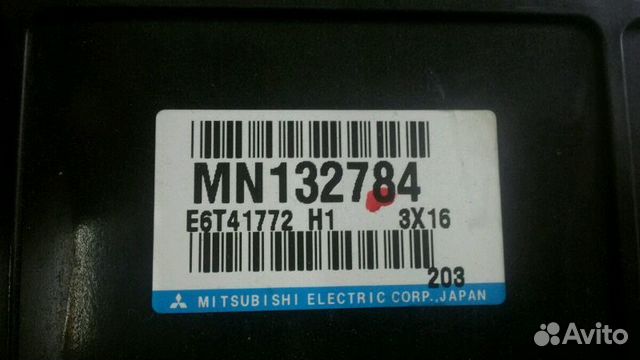 MN132784
E6T41772 H1 3X16
203
MITSUBISHI ELECTRIC CORP., JAPAN
Avito